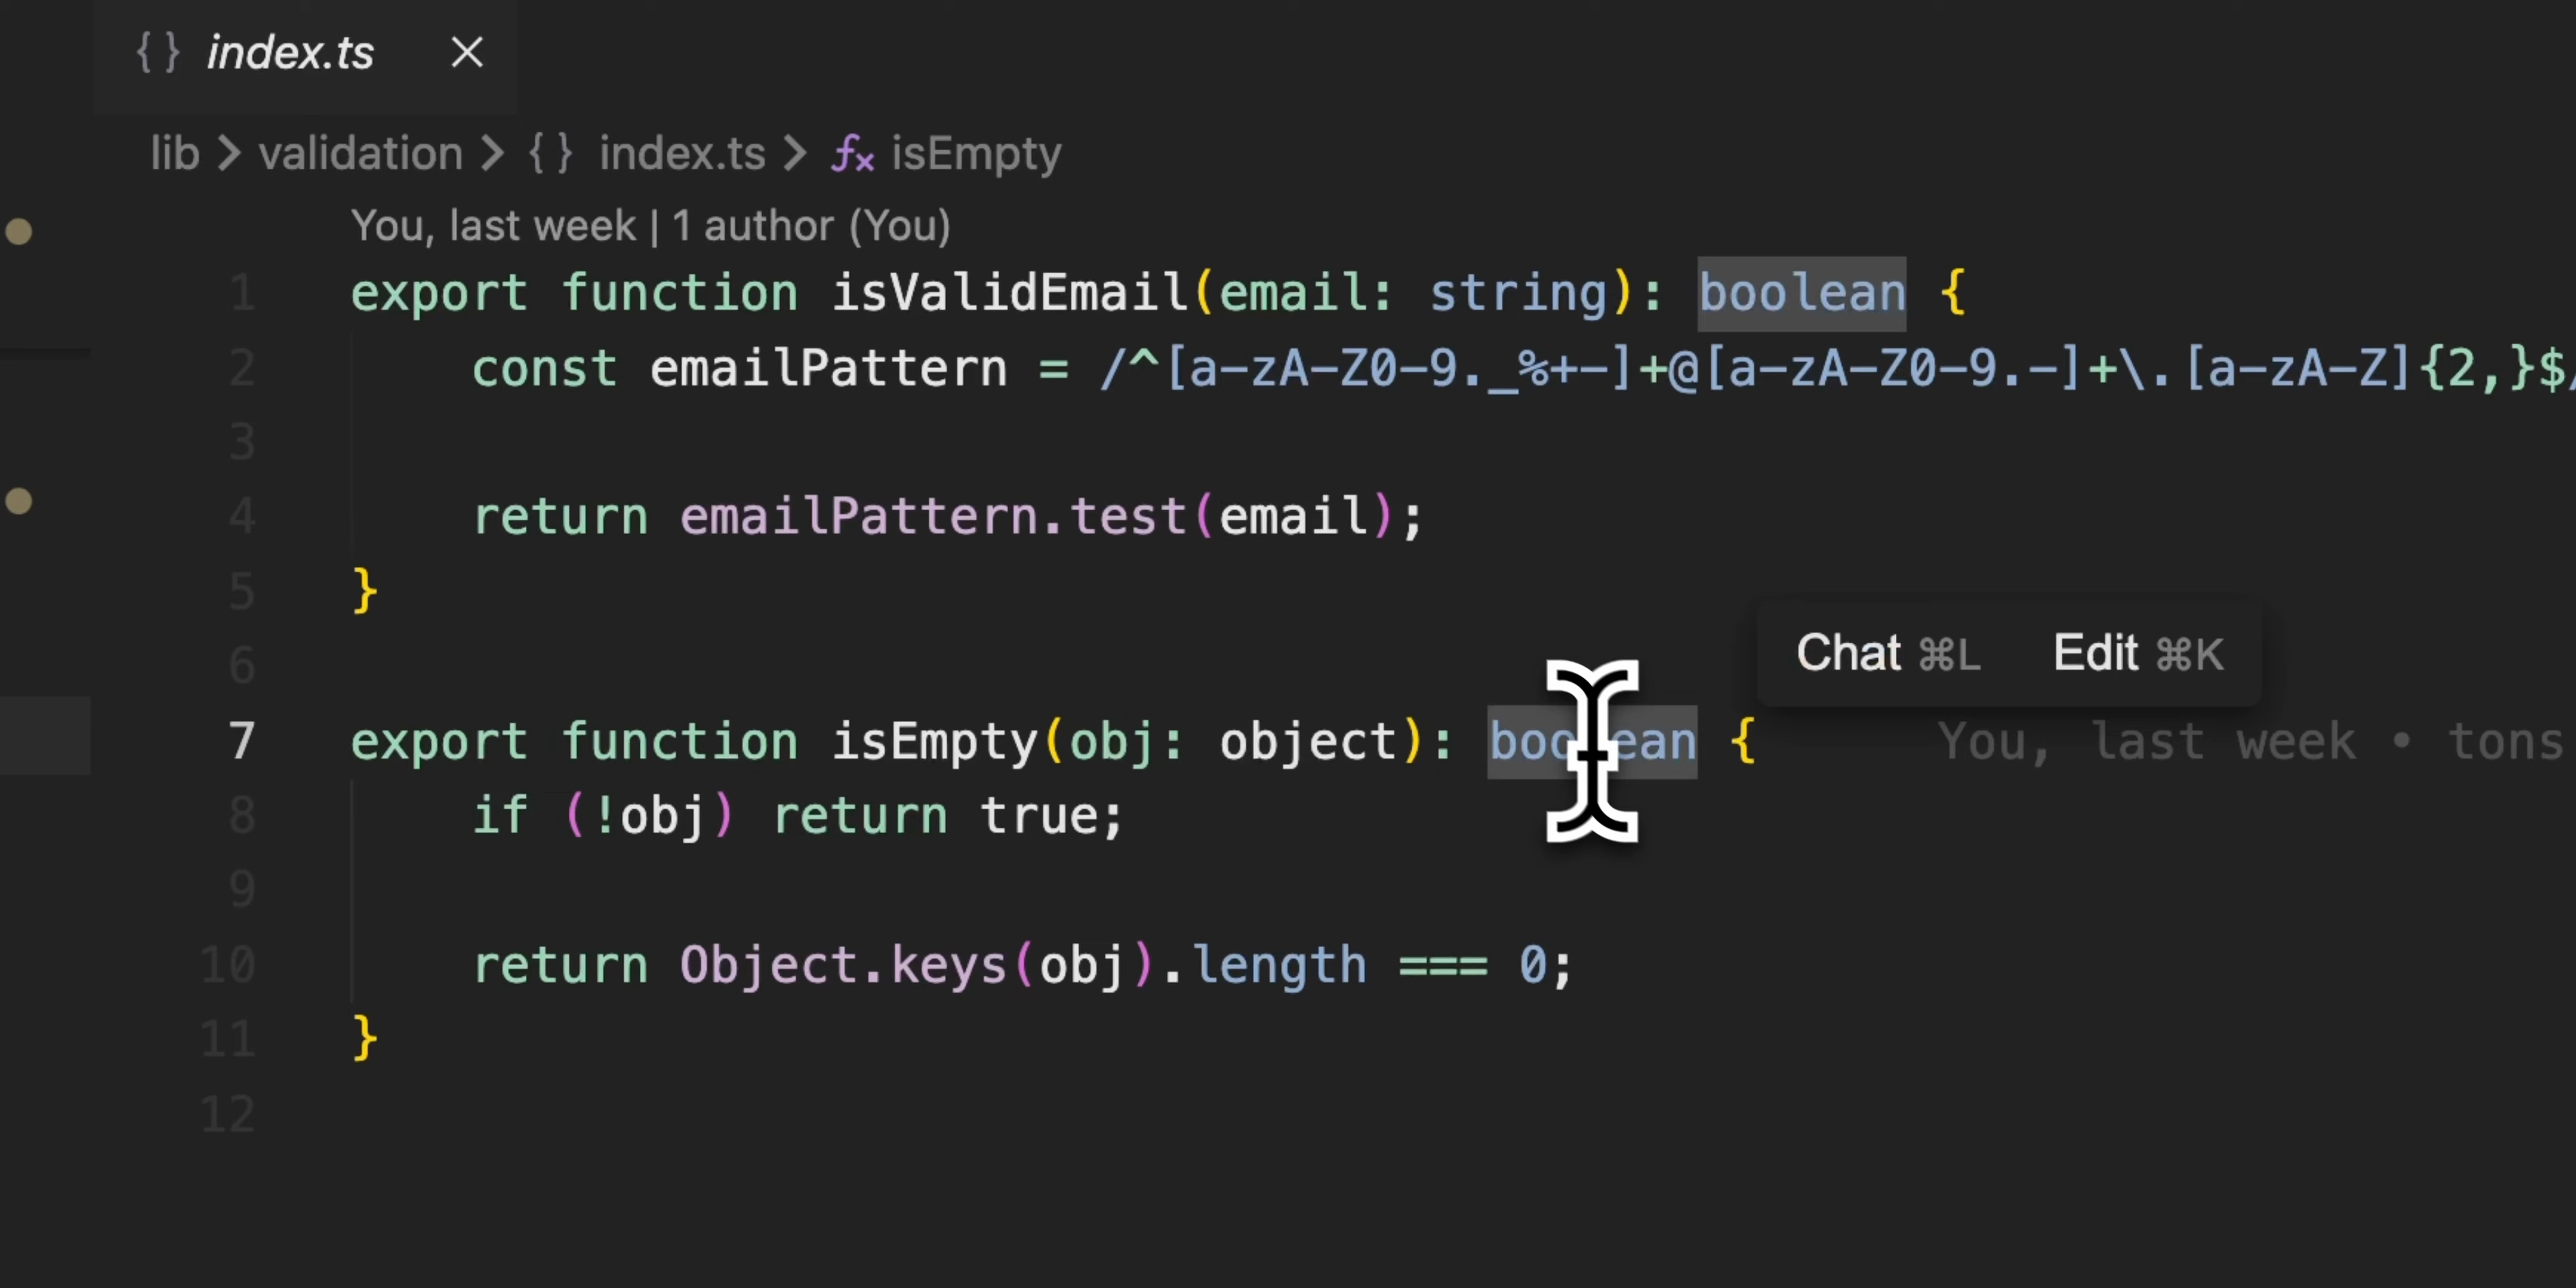 { } index.ts ×
lib > validation > { } index.ts > fx isEmpty
You, last week | 1 author (You)
1 export function isValidEmail(email: string): boolean {
2     const emailPattern = /^[a-zA-Z0-9._%+-]+@[a-zA-Z0-9.-]+\.[a-zA-Z]{2,}$/
3
4     return emailPattern.test(email);
5 }
Chat ⌘L Edit ⌘K
6
7 export function isEmpty(obj: object): boolean { You, last week • tons
8     if (!obj) return true;
9
10     return Object.keys(obj).length === 0;
11 }
12